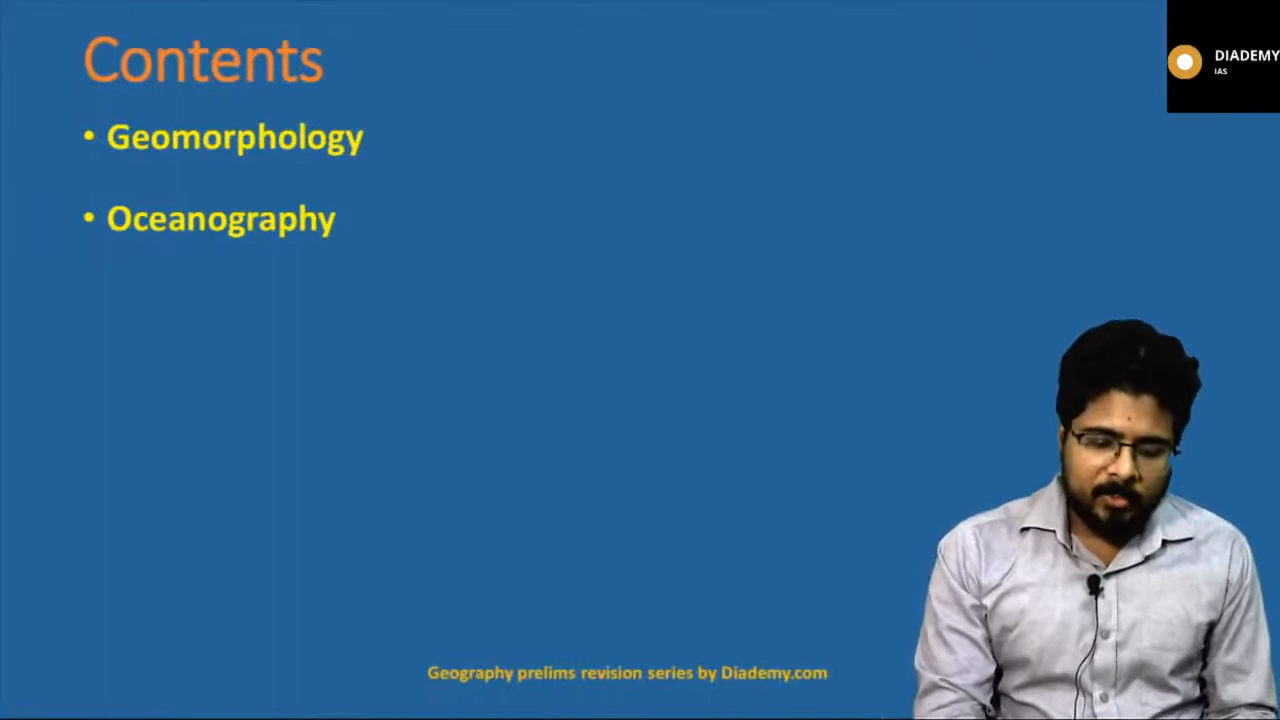 Contents
DIADEMY
IAS
• Geomorphology
• Oceanography
Geography prelims revision series by Diademy.com